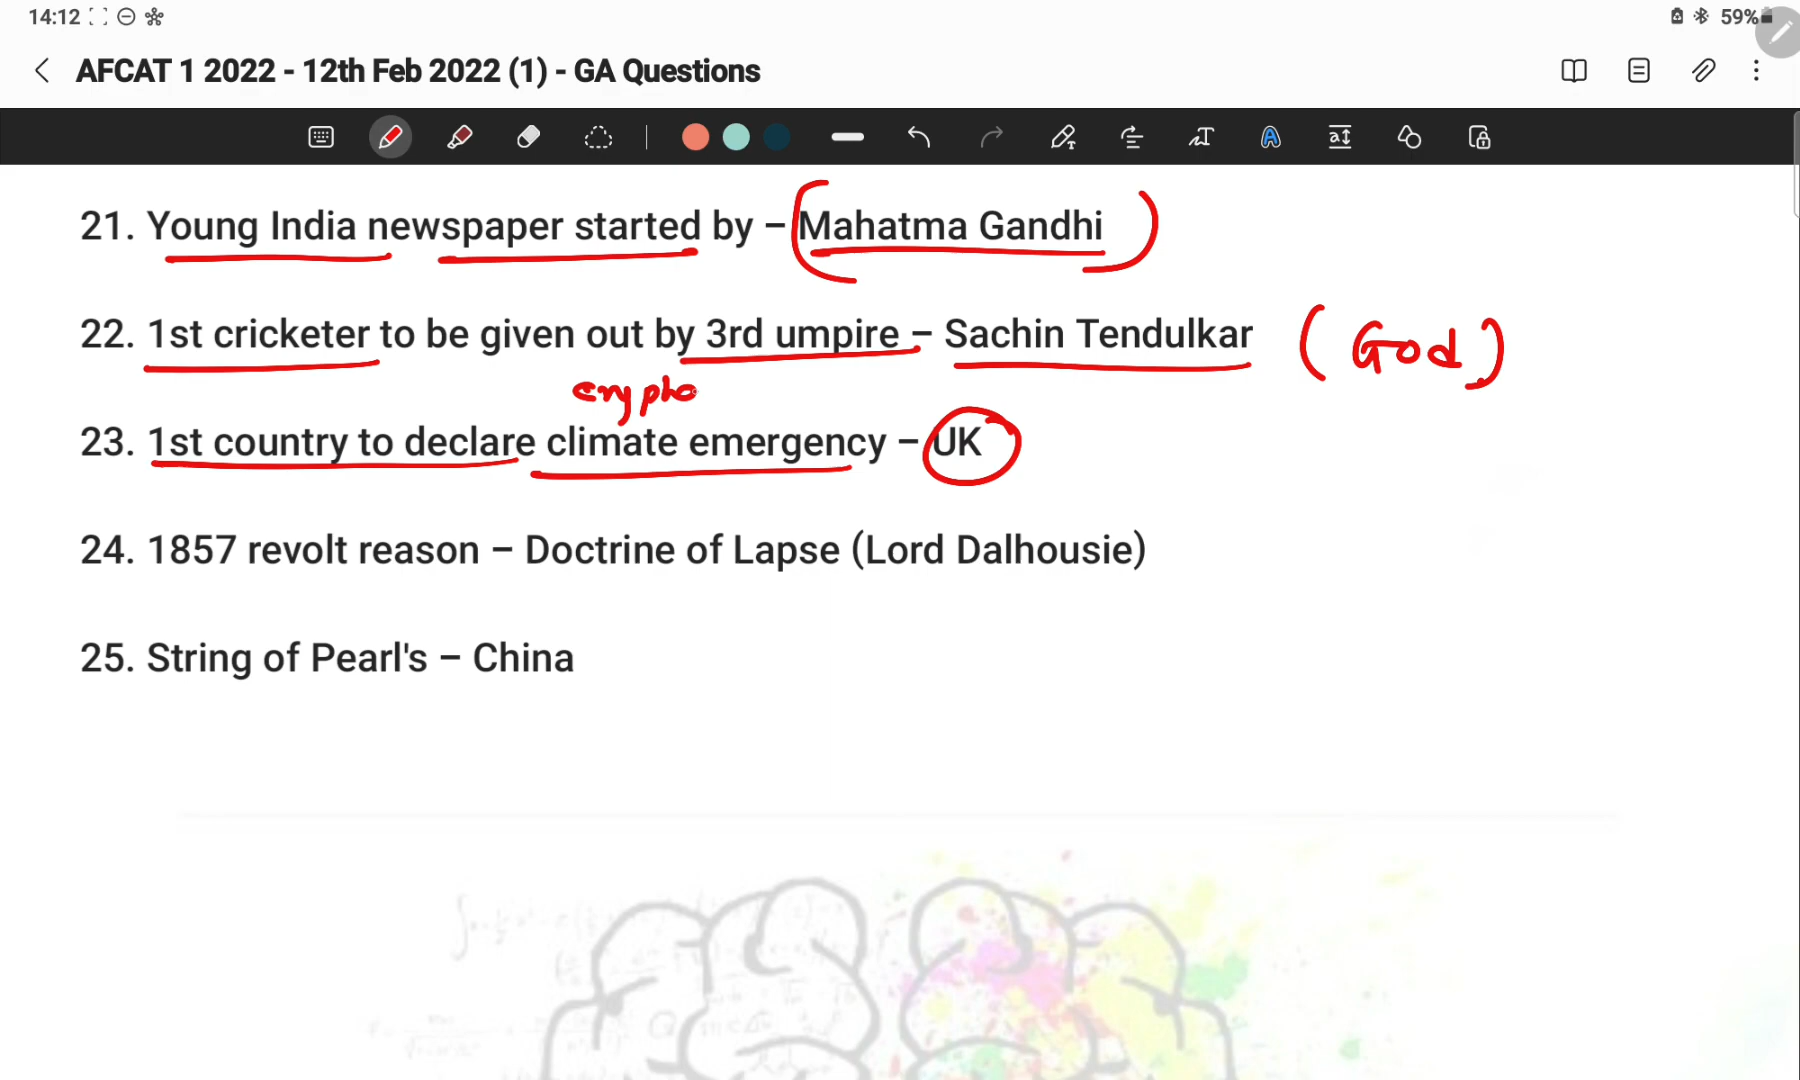 14:12
59%
AFCAT 1 2022 - 12th Feb 2022 (1) - GA Questions
21. Young India newspaper started by – Mahatma Gandhi
22. 1st cricketer to be given out by 3rd umpire – Sachin Tendulkar (God)
crypto
23. 1st country to declare climate emergency – UK
24. 1857 revolt reason – Doctrine of Lapse (Lord Dalhousie)
25. String of Pearl's – China